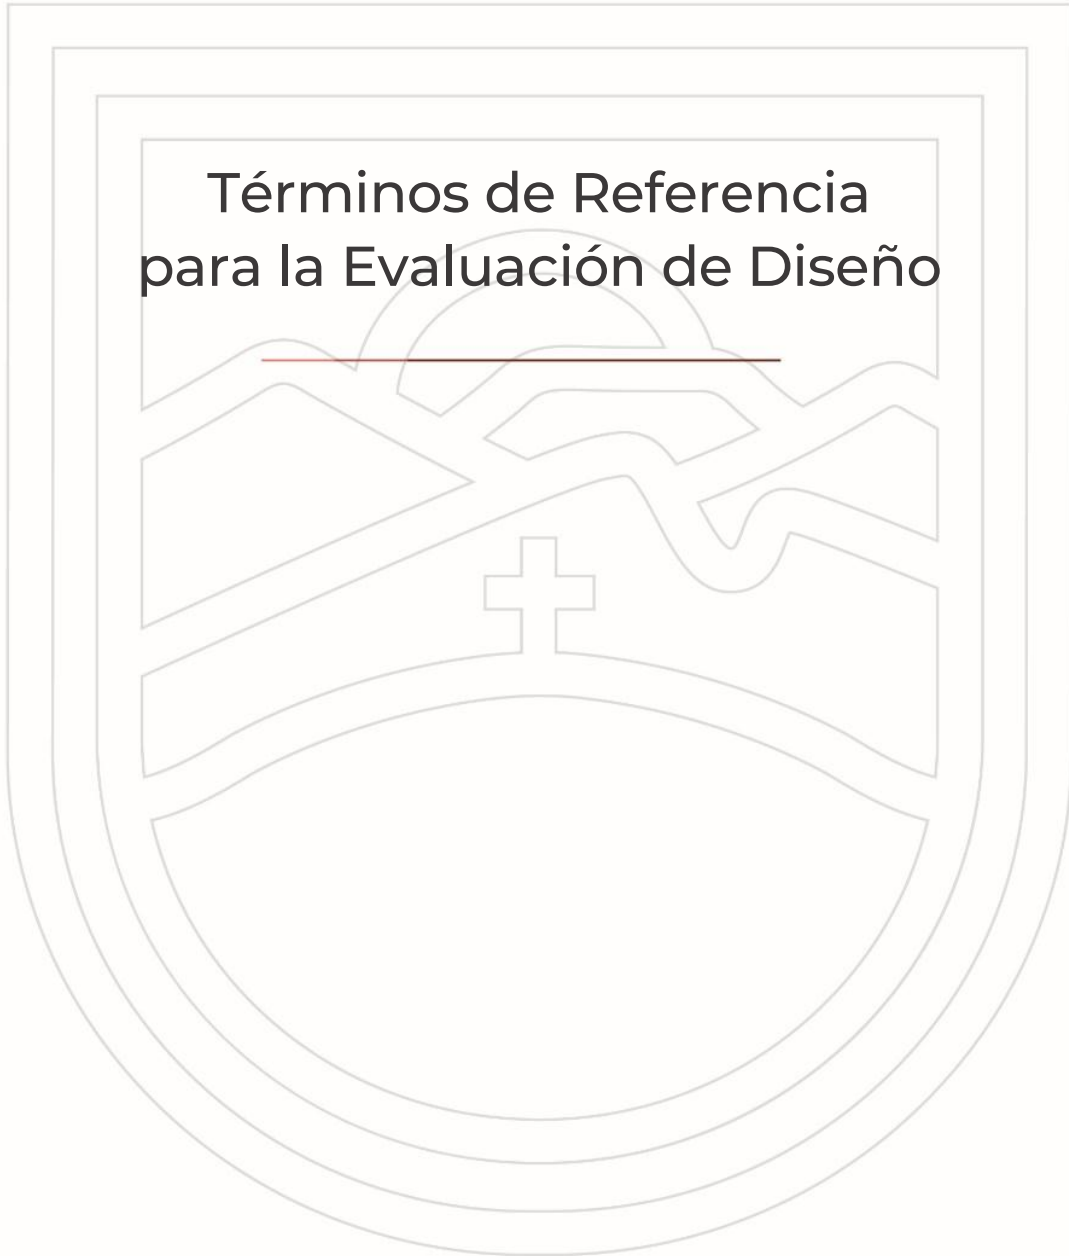 Términos de Referencia
para la Evaluación de Diseño